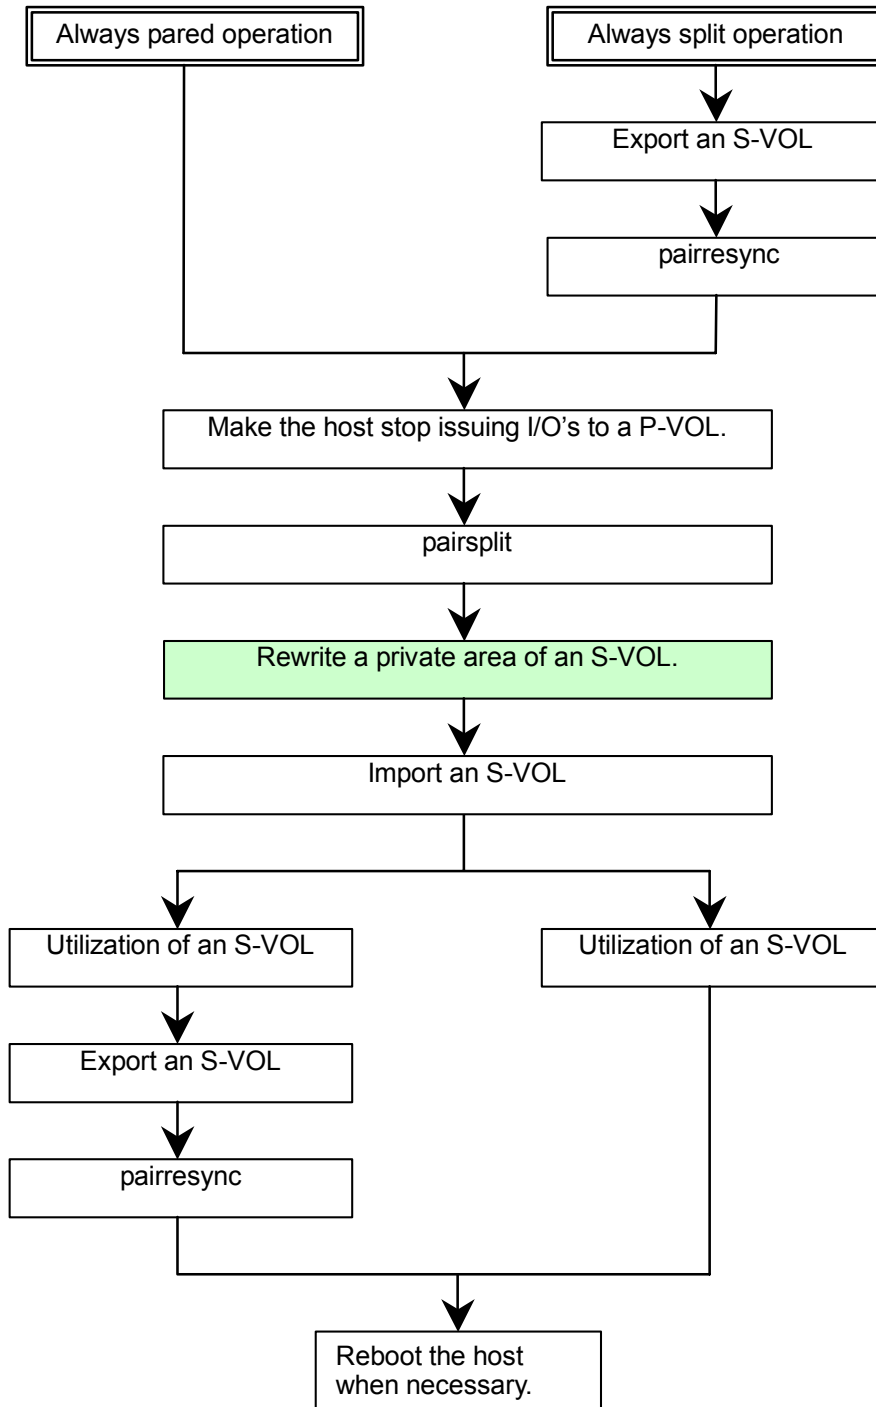 Always pared operation
Always split operation
Export an S-VOL
pairresync
Make the host stop issuing I/O's to a P-VOL.
pairsplit
Rewrite a private area of an S-VOL.
Import an S-VOL
Utilization of an S-VOL
Utilization of an S-VOL
Export an S-VOL
pairresync
Reboot the host
when necessary.